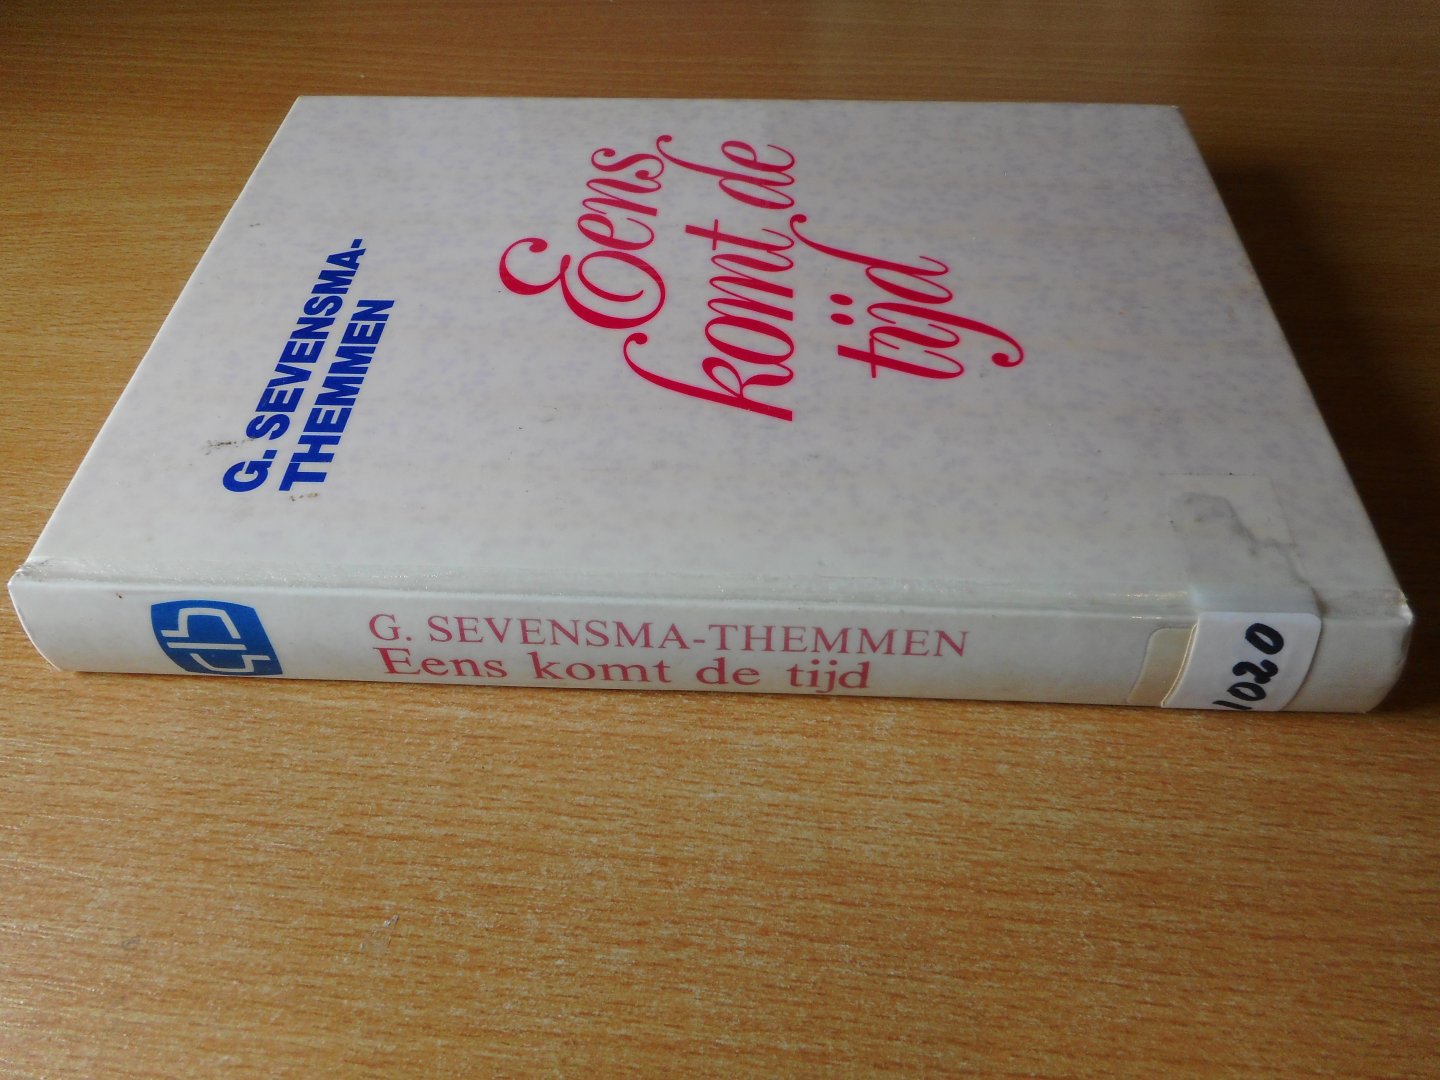 G. SEVENSMA-
THEMMEN
Eens
komt de
tijd
G. SEVENSMA-THEMMEN
Eens komt de tijd
1020